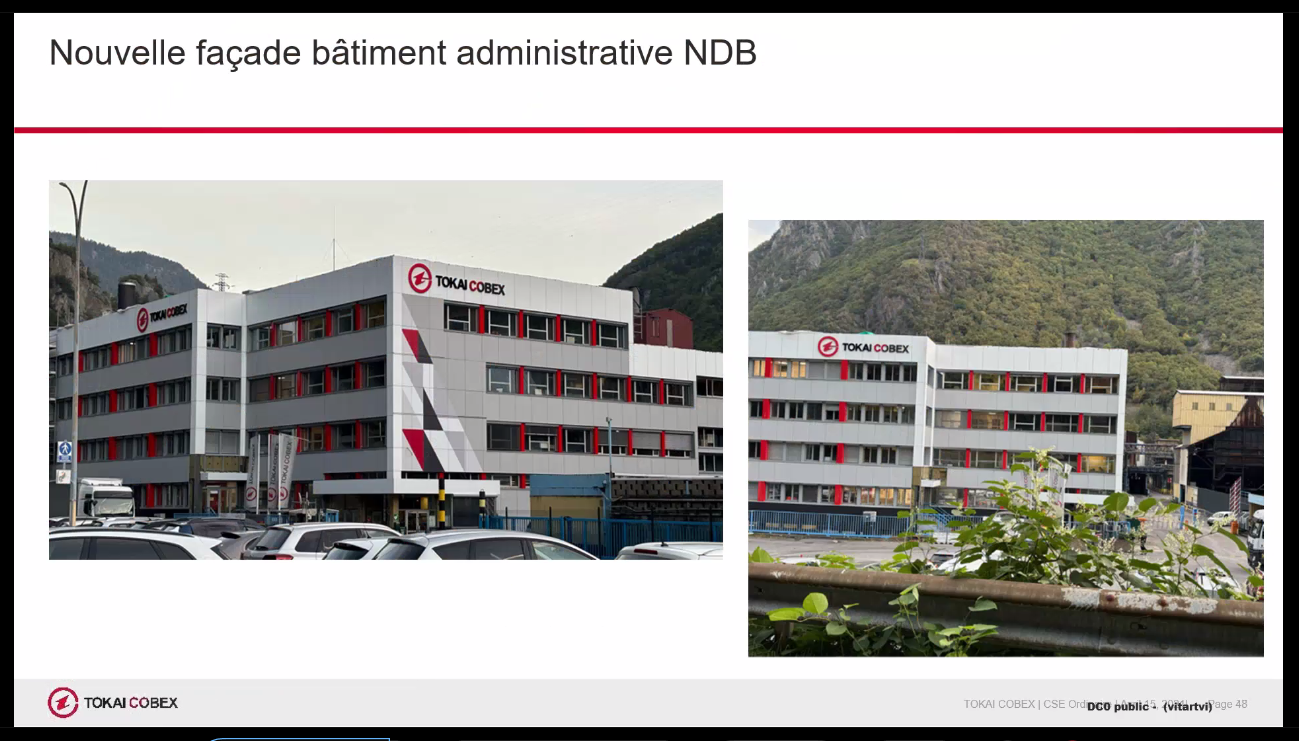 Nouvelle façade bâtiment administrative NDB
TOKAI COBEX
TOKAI COBEX
TOKAI COBEX
TOKAI COBEX
TOKAI COBEX | CSE
DC0 public - (vitartvi)
Page 48